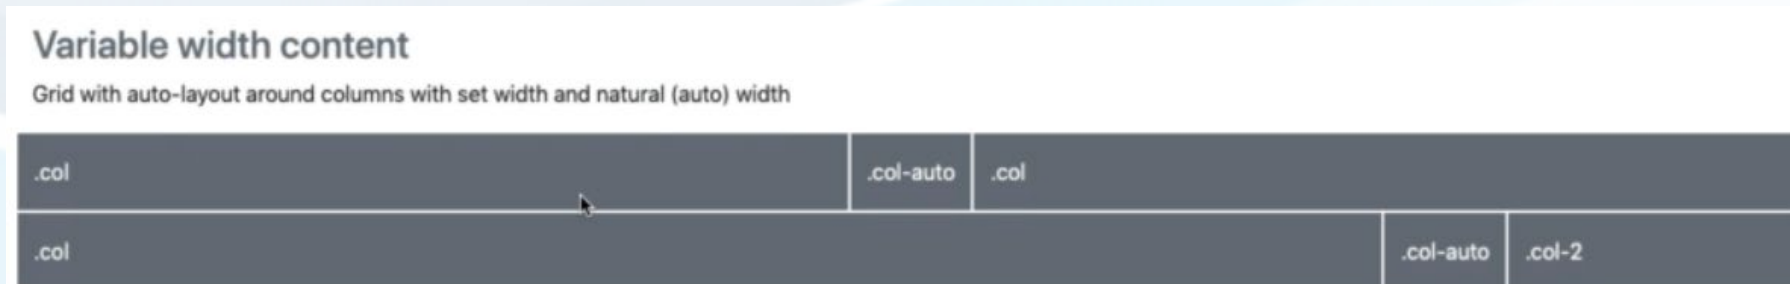 Variable width content
Grid with auto-layout around columns with set width and natural (auto) width
.col .col-auto .col
.col .col-auto .col-2